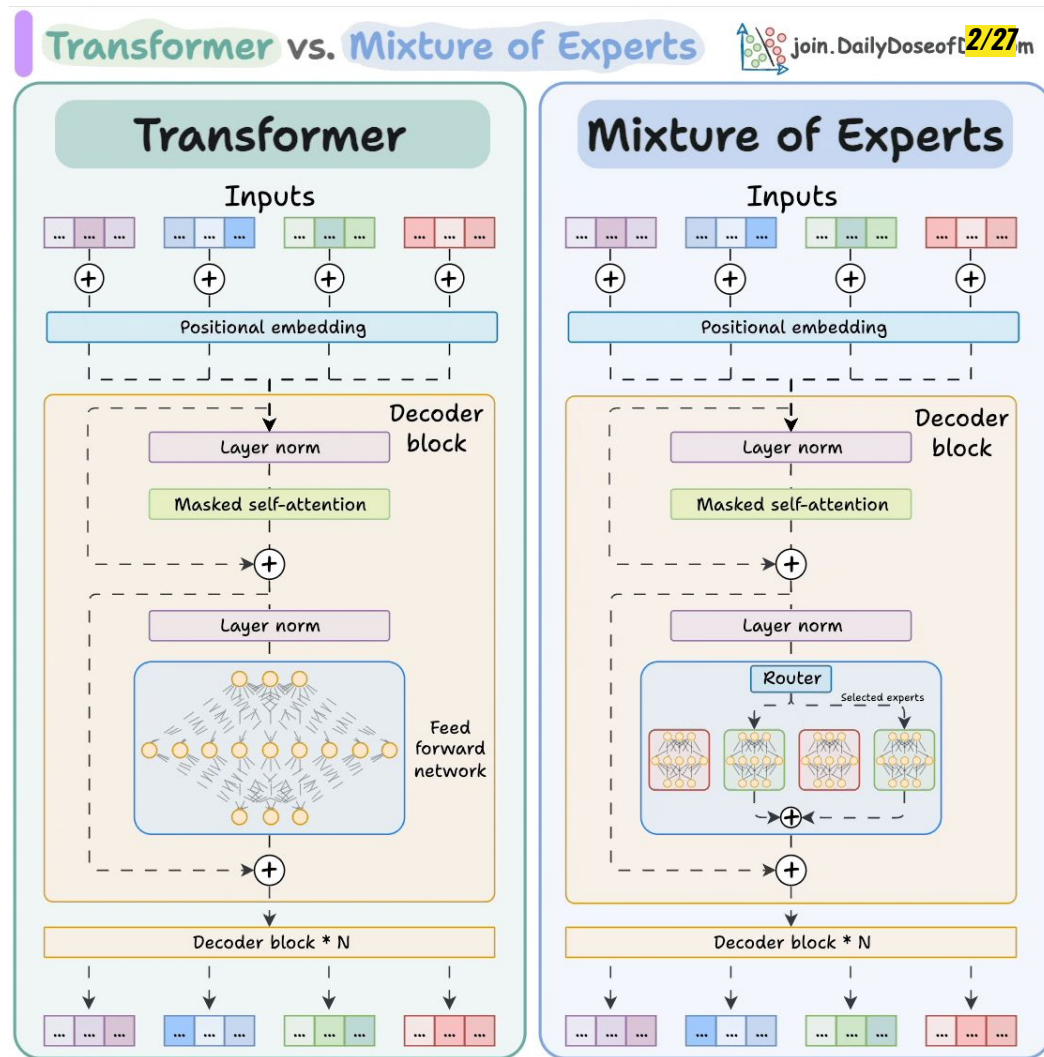 Transformer vs. Mixture of Experts
join.DailyDoseofD
2/27
m
Transformer
Inputs
... ... ... ... ... ... ... ... ... ... ... ...
+ + + +
Positional embedding
Decoder
block
Layer norm
Masked self-attention
+
Layer norm
Feed
forward
network
+
Decoder block * N
... ... ... ... ... ... ... ... ... ... ... ...
Mixture of Experts
Inputs
... ... ... ... ... ... ... ... ... ... ... ...
+ + + +
Positional embedding
Decoder
block
Layer norm
Masked self-attention
+
Layer norm
Router
Selected experts
+
+
Decoder block * N
... ... ... ... ... ... ... ... ... ... ... ...